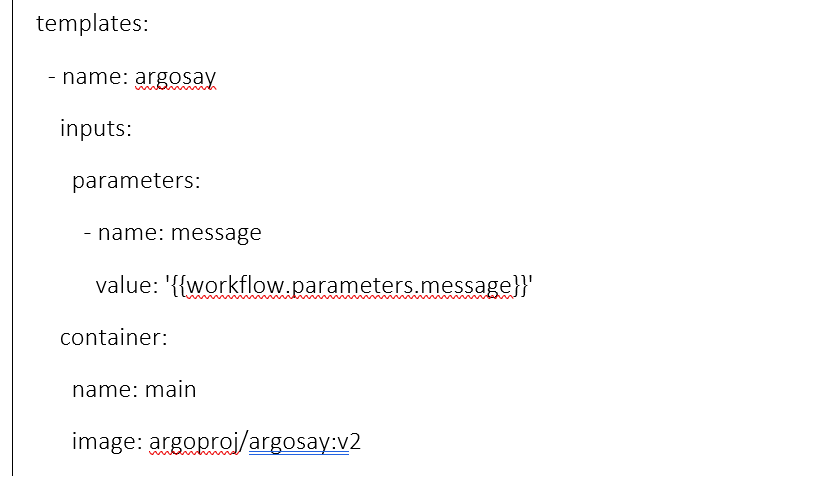 templates:
- name: argosay
inputs:
parameters:
- name: message
value: '{{workflow.parameters.message}}'
container:
name: main
image: argoproj/argosay:v2